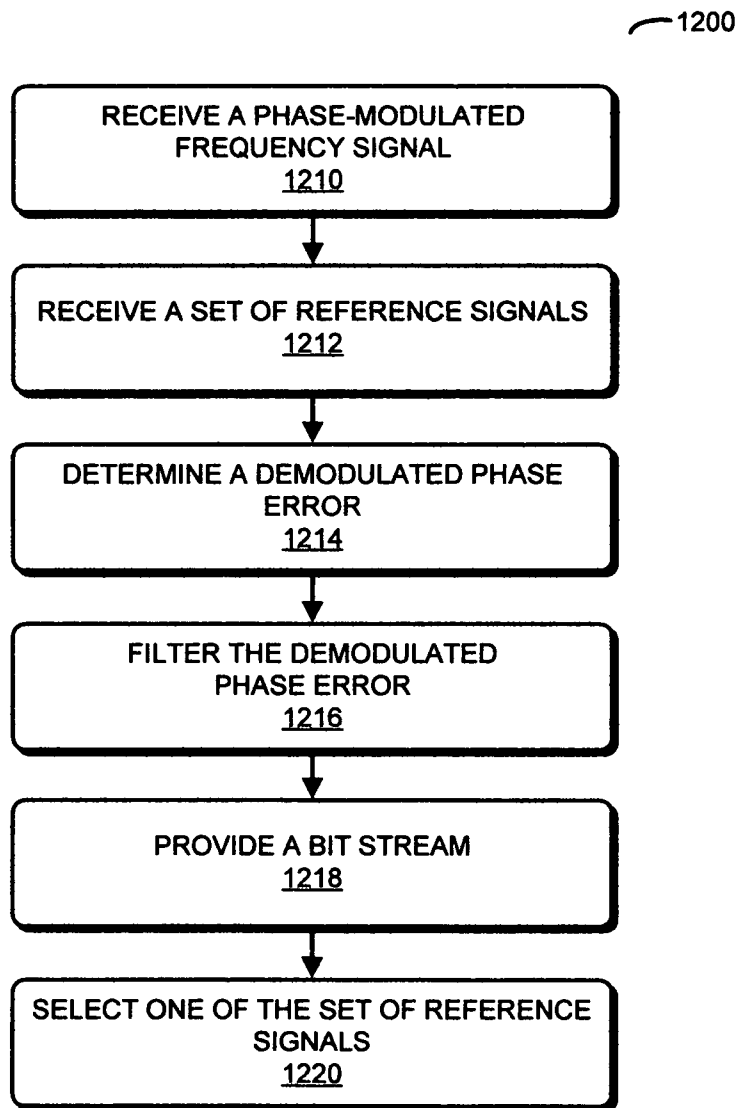 1200
RECEIVE A PHASE-MODULATED
FREQUENCY SIGNAL
1210
RECEIVE A SET OF REFERENCE SIGNALS
1212
DETERMINE A DEMODULATED PHASE
ERROR
1214
FILTER THE DEMODULATED
PHASE ERROR
1216
PROVIDE A BIT STREAM
1218
SELECT ONE OF THE SET OF REFERENCE
SIGNALS
1220